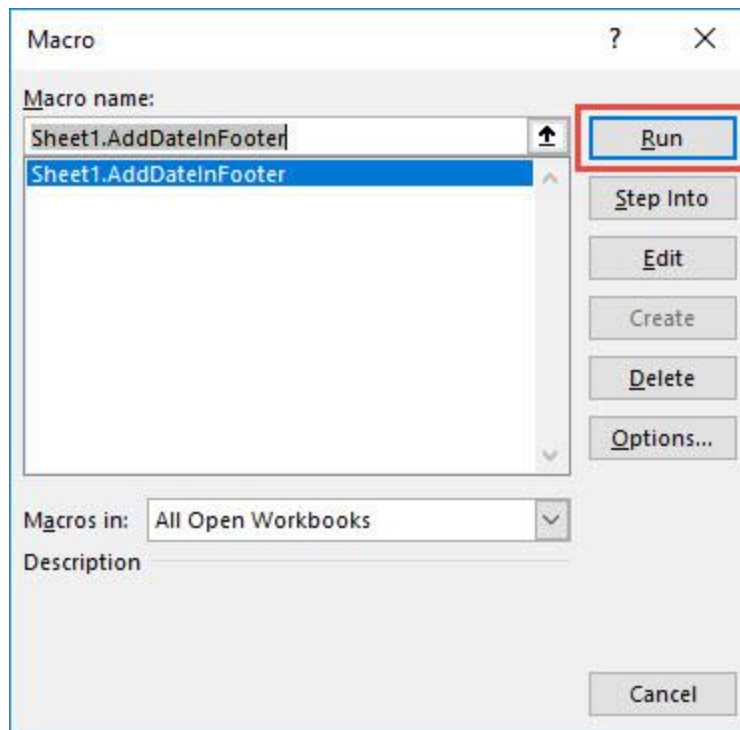 Macro
?
Macro name:
Sheet1.AddDateInFooter
Run
Sheet1.AddDateInFooter
Step Into
Edit
Create
Delete
Options...
Macros in: All Open Workbooks
Description
Cancel